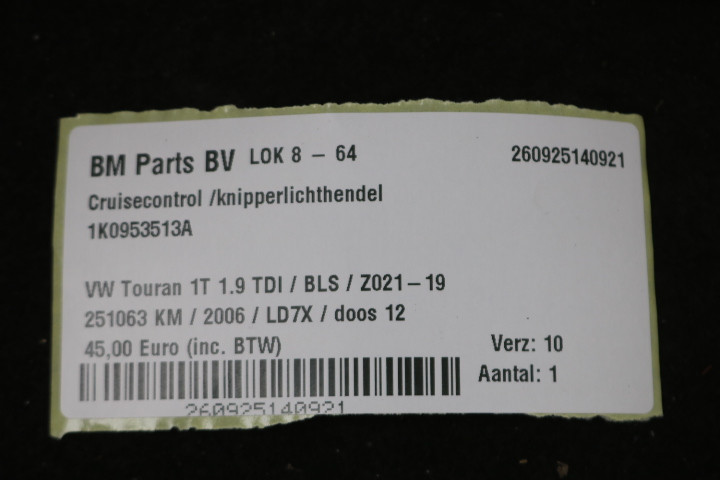 BM Parts BV LOK 8 - 64 260925140921
Cruisecontrol /knipperlichthendel
1K0953513A
VW Touran 1T 1.9 TDI / BLS / Z021-19
251063 KM / 2006 / LD7X / doos 12
45,00 Euro (inc. BTW) Verz: 10
Aantal: 1
260925140921